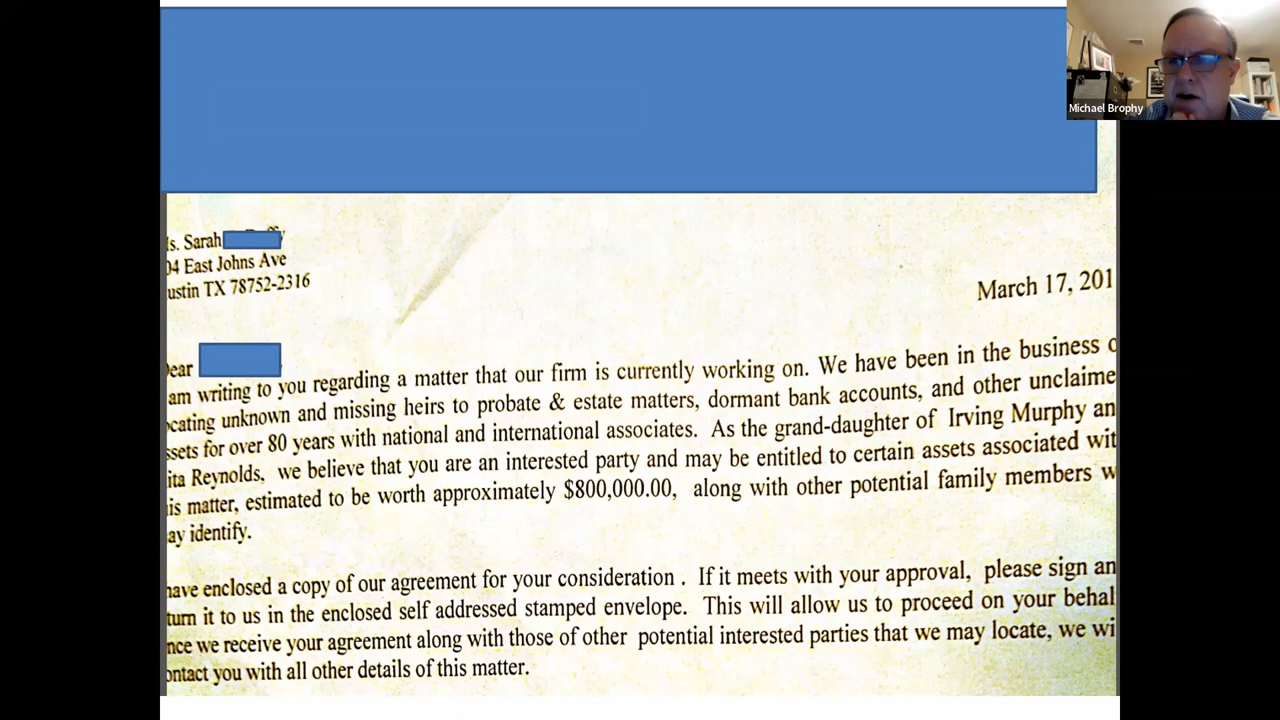 Michael Brophy
s. Sarah
04 East Johns Ave
ustin TX 78752-2316
March 17, 201
ear
am writing to you regarding a matter that our firm is currently working on. We have been in the business o
cating unknown and missing heirs to probate & estate matters, dormant bank accounts, and other unclaime
ssets for over 80 years with national and international associates. As the grand-daughter of Irving Murphy an
ita Reynolds, we believe that you are an interested party and may be entitled to certain assets associated wit
is matter, estimated to be worth approximately $800,000.00, along with other potential family members w
ay identify.
have enclosed a copy of our agreement for your consideration . If it meets with your approval, please sign an
turn it to us in the enclosed self addressed stamped envelope. This will allow us to proceed on your behal
nce we receive your agreement along with those of other potential interested parties that we may locate, we wi
ontact you with all other details of this matter.